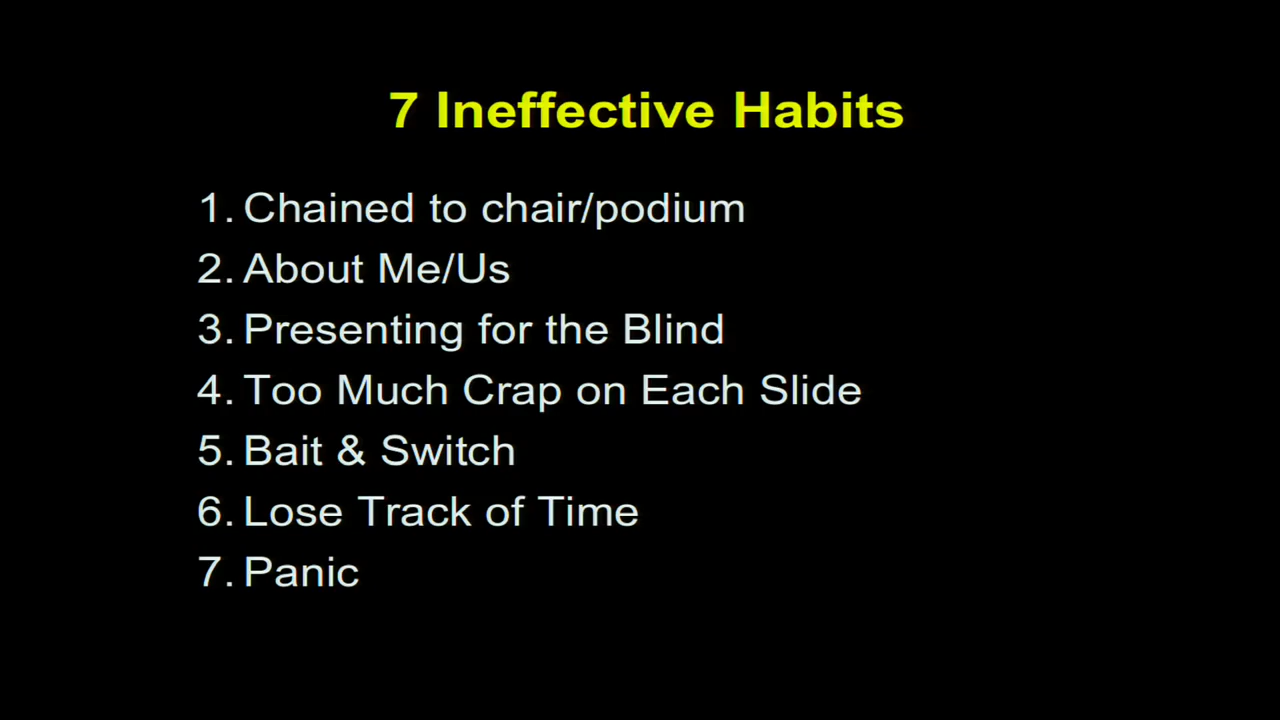 7 Ineffective Habits
1. Chained to chair/podium
2. About Me/Us
3. Presenting for the Blind
4. Too Much Crap on Each Slide
5. Bait & Switch
6. Lose Track of Time
7. Panic